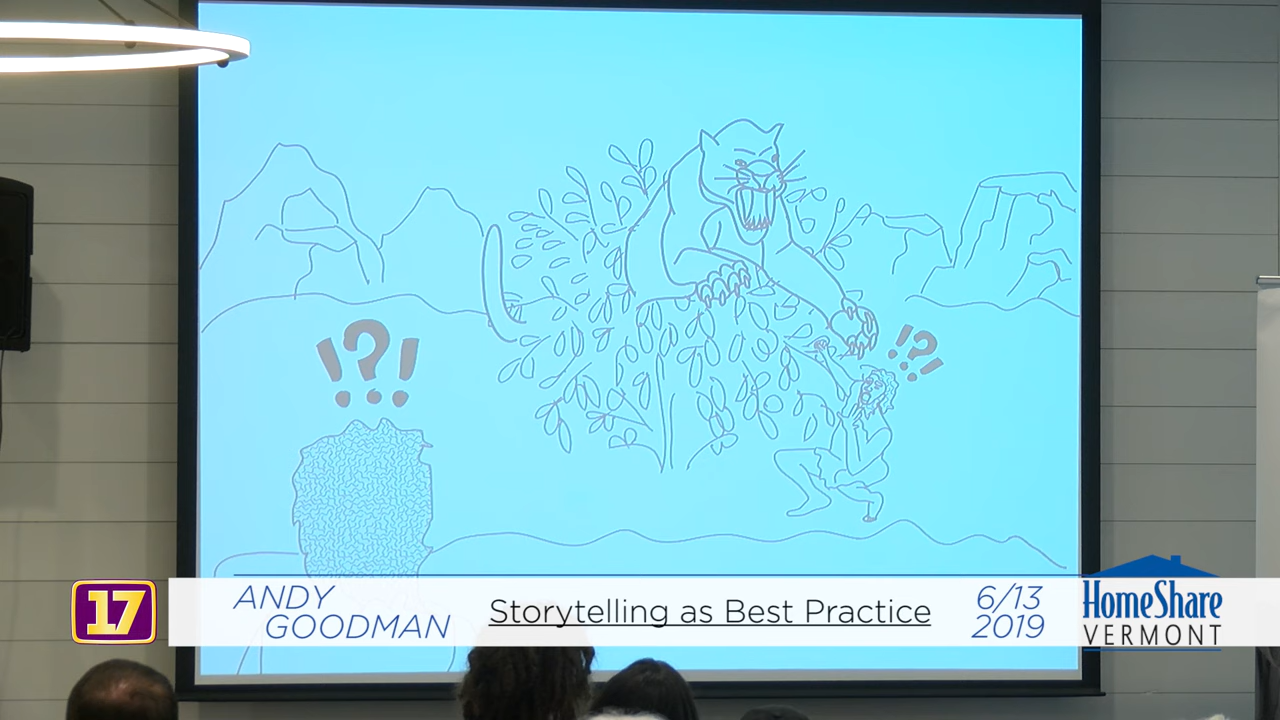 !?!
!?!
17
ANDY
GOODMAN
Storytelling as Best Practice
6/13
2019
HomeShare
VERMONT